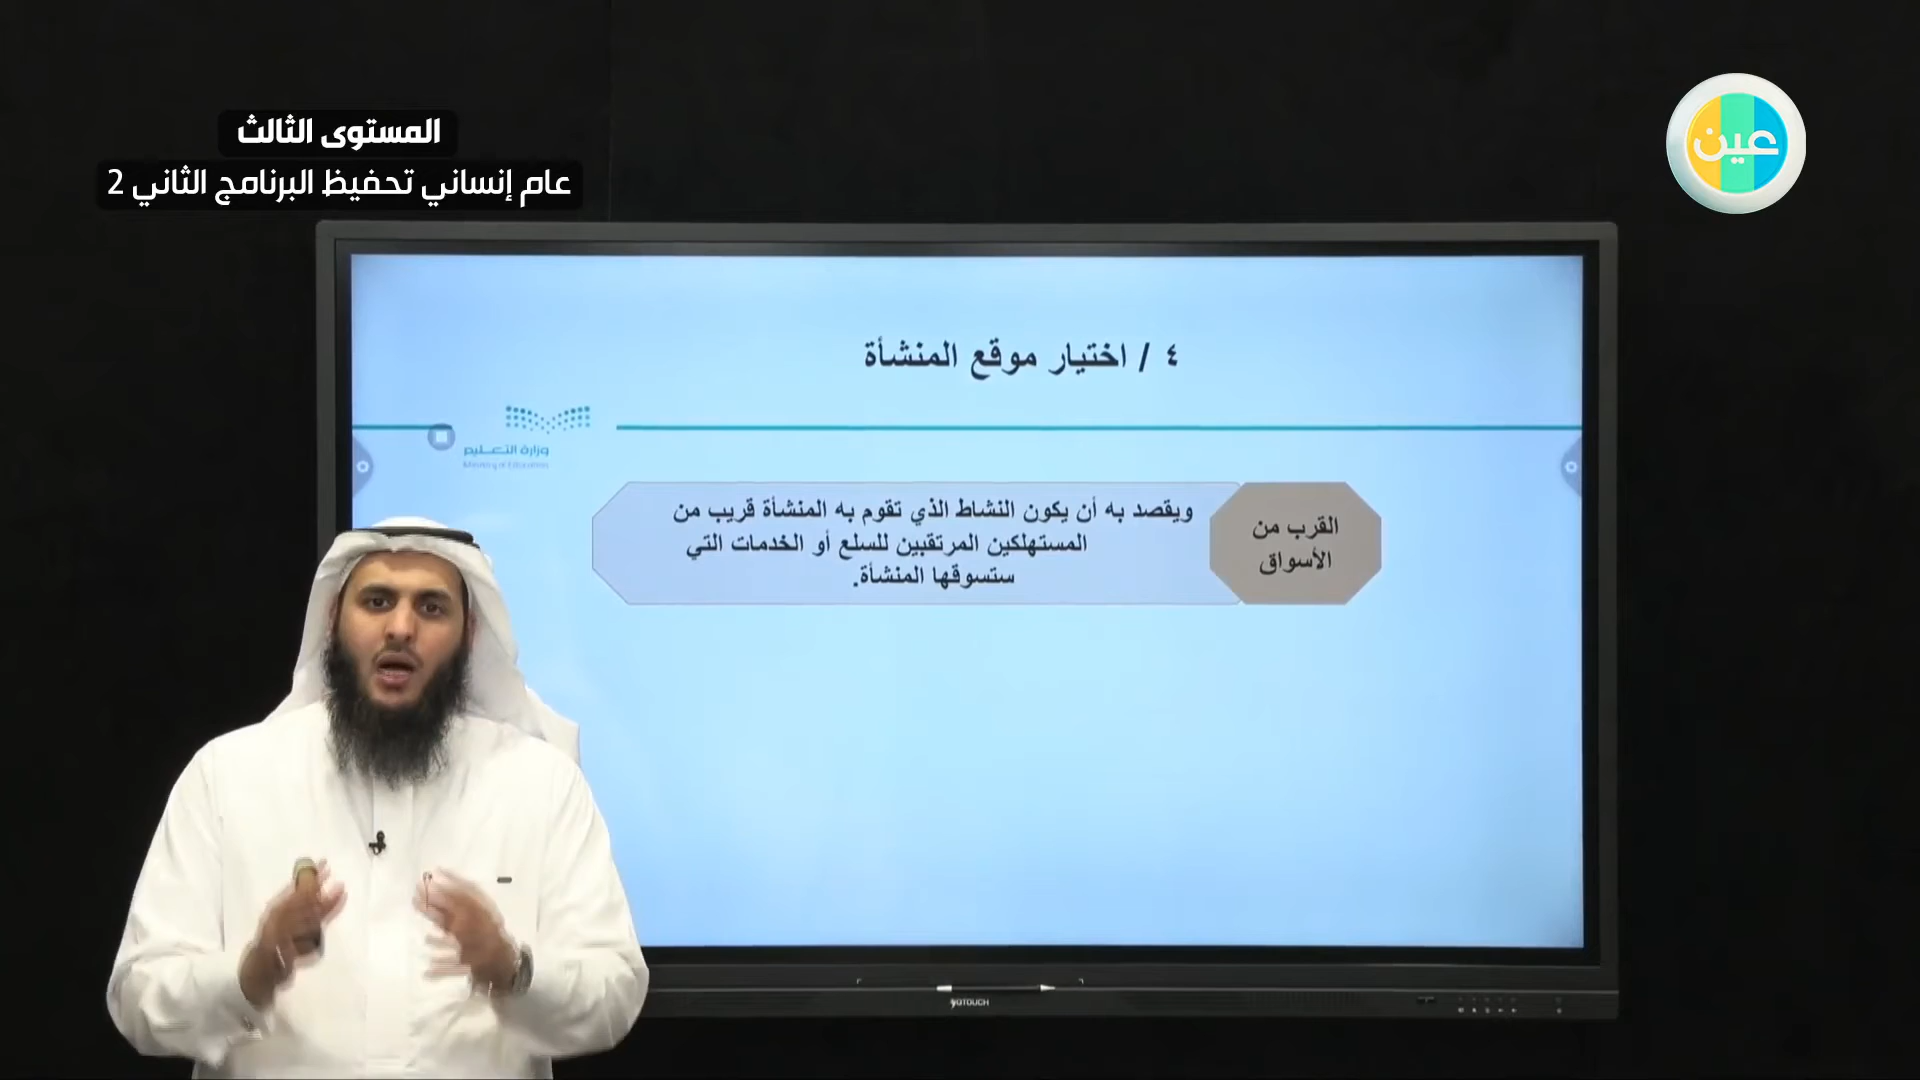 المستوى الثالث
عام إنساني تحفيظ البرنامج الثاني 2
عين
٤ / اختيار موقع المنشأة
وزارة التعليم
Ministry of Education
القرب من
الأسواق
ويقصد به أن يكون النشاط الذي تقوم به المنشأة قريب من
المستهلكين المرتقبين للسلع أو الخدمات التي
ستسوقها المنشأة.